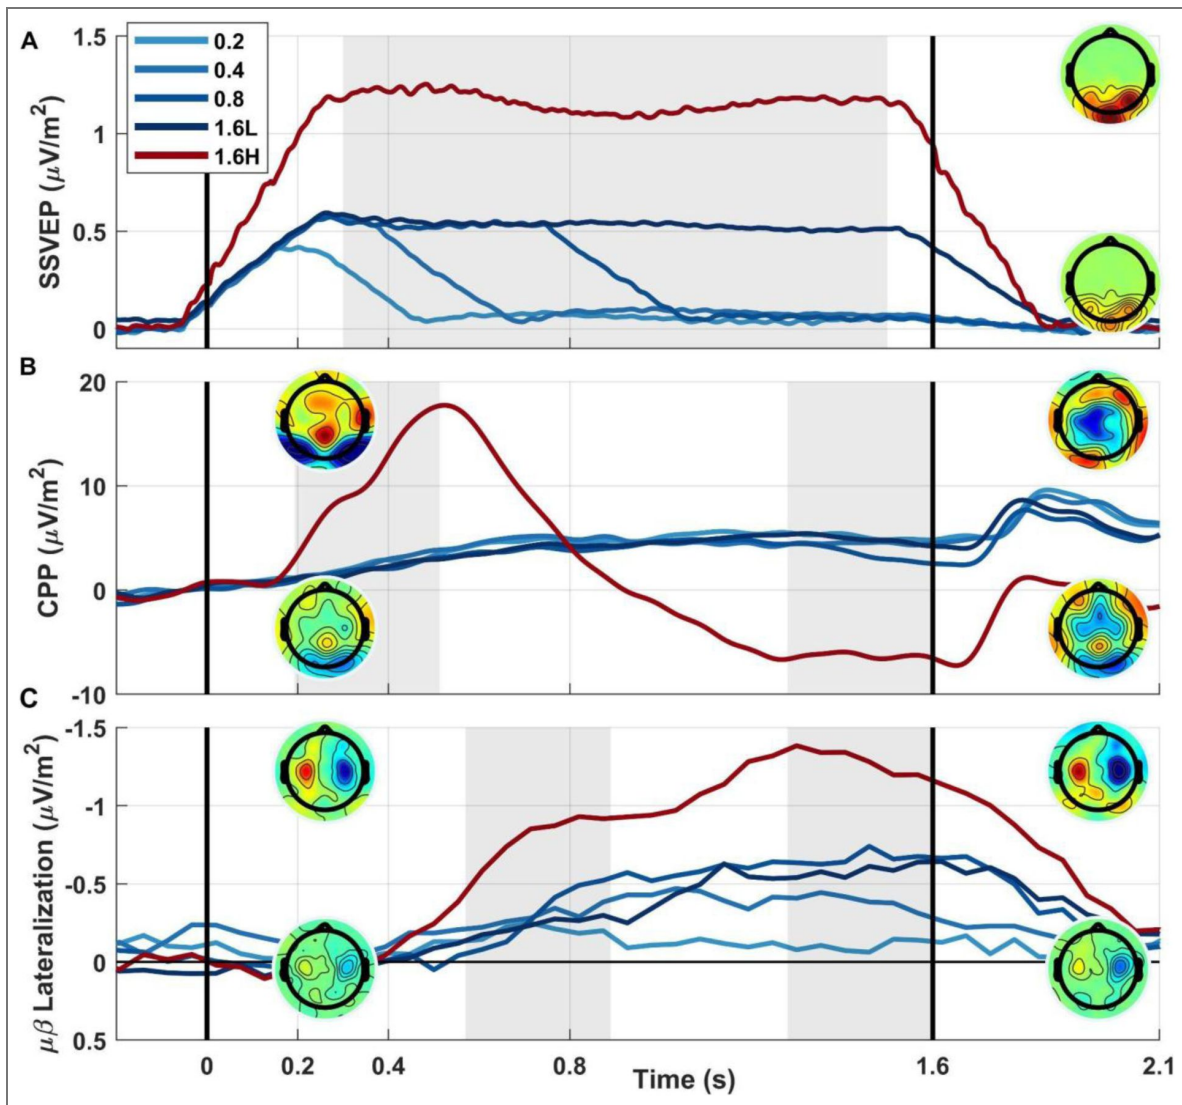 A
0.2
0.4
0.8
1.6L
1.6H
SSVEP (μV/m²)
1.5
1
0.5
0
B
CPP (μV/m²)
20
10
0
-10
C
μβ Lateralization (μV/m²)
-1.5
-1
-0.5
0
0.5
0 0.2 0.4 0.8 1.6 2.1
Time (s)